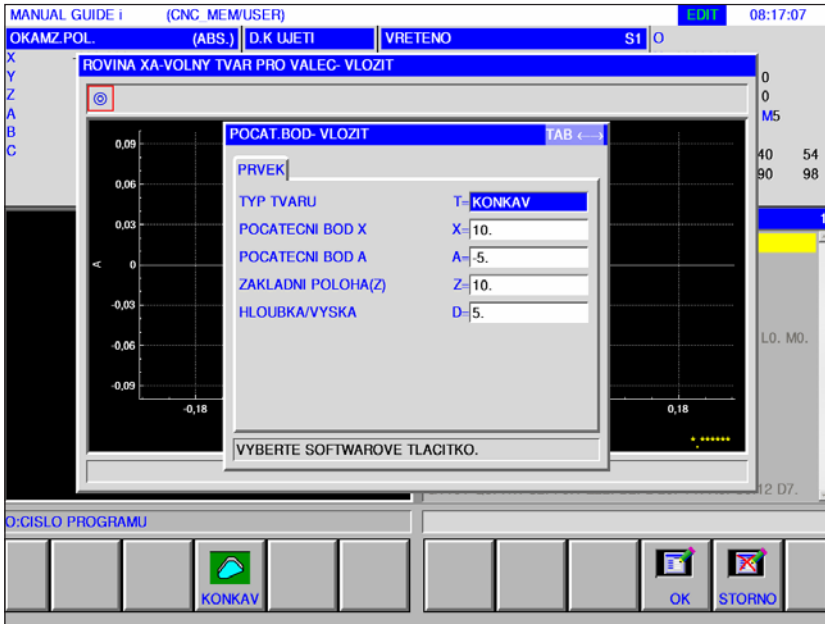 MANUAL GUIDE i (CNC_MEM/USER) EDIT 08:17:07
OKAMZ.POL. (ABS.) D.K UJETI VRETENO S1 O
X
Y 0
Z 0
A M5
B
C 40 54
90 98
ROVINA XA-VOLNY TVAR PRO VALEC- VLOZIT
POCAT.BOD- VLOZIT TAB ←→
PRVEK
TYP TVARU T= KONKAV
POCATECNI BOD X X= 10.
POCATECNI BOD A A= -5.
ZAKLADNI POLOHA(Z) Z= 10.
HLOUBKA/VYSKA D= 5.
VYBERTE SOFTWAROVE TLACITKO.
0,09
0,06
0,03
A 0
-0,03
-0,06
-0,09
-0,18 0,18
*.******
1
L0. M0.
12 D7.
O:CISLO PROGRAMU
KONKAV OK STORNO